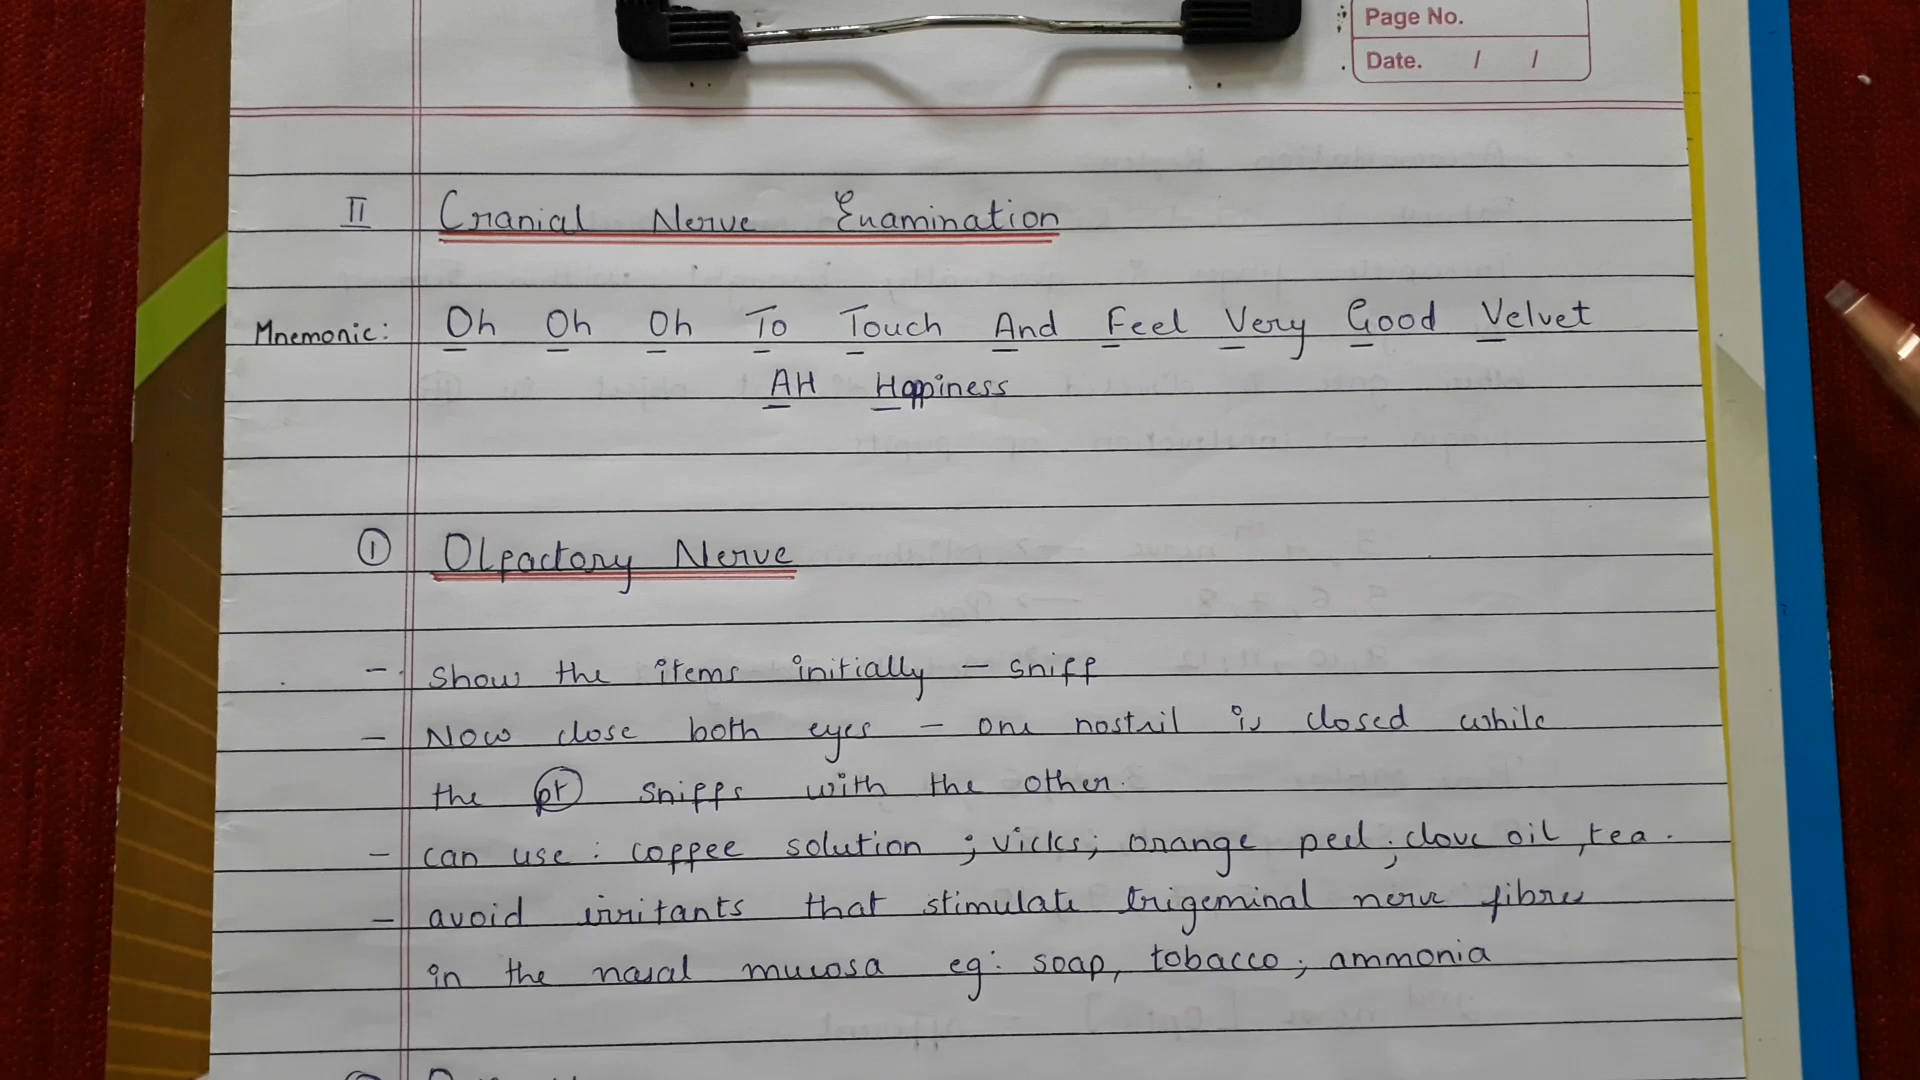 Page No.
Date. / /
II Cranial Nerve Examination
Mnemonic: Oh Oh Oh To Touch And Feel Very Good Velvet
AH Happiness
① Olfactory Nerve
- show the items initially - sniff
- Now close both eyes - one nostril is closed while
the pt sniffs with the other.
- can use: coffee solution ; vicks; orange peel; clove oil, tea.
- avoid irritants that stimulate trigeminal nerve fibres
in the nasal mucosa eg: soap, tobacco, ammonia